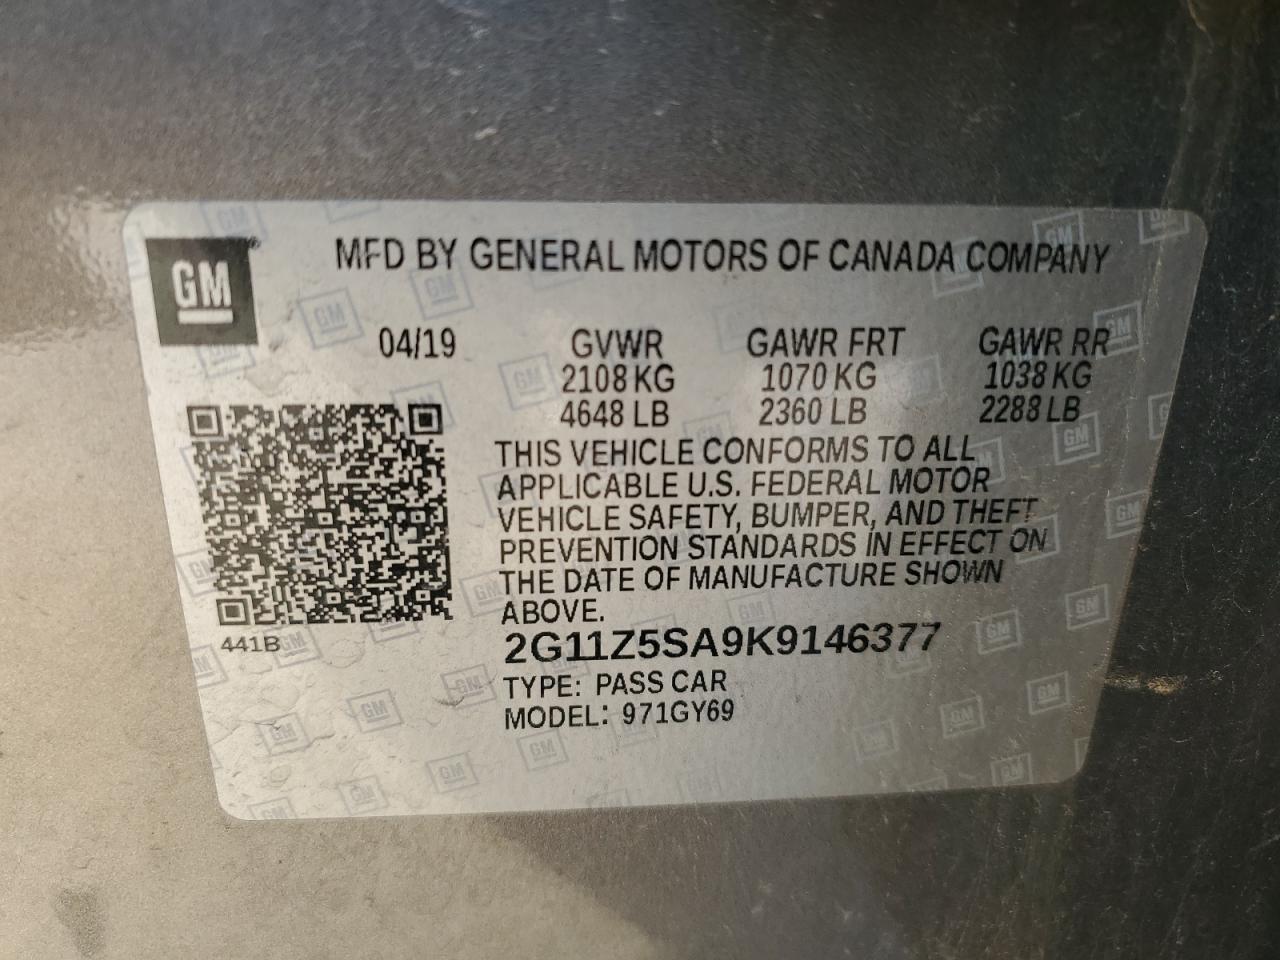 GM
MFD BY GENERAL MOTORS OF CANADA COMPANY
04/19 GVWR GAWR FRT GAWR RR
2108 KG 1070 KG 1038 KG
4648 LB 2360 LB 2288 LB
THIS VEHICLE CONFORMS TO ALL
APPLICABLE U.S. FEDERAL MOTOR
VEHICLE SAFETY, BUMPER, AND THEFT
PREVENTION STANDARDS IN EFFECT ON
THE DATE OF MANUFACTURE SHOWN
ABOVE.
441B
2G11Z5SA9K9146377
TYPE: PASS CAR
MODEL: 971GY69